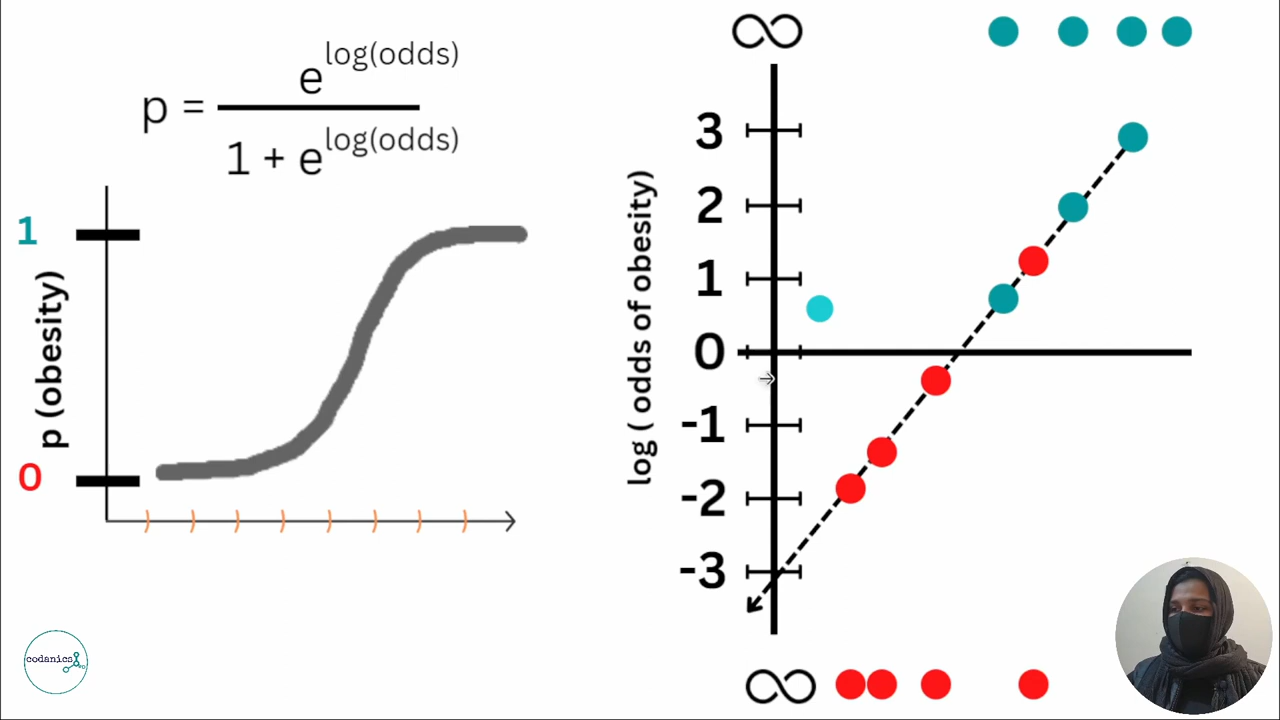 p = e^log(odds) / 1 + e^log(odds)
1
p (obesity)
0
∞
3
2
1
0
-1
-2
-3
log ( odds of obesity)
∞
codanics